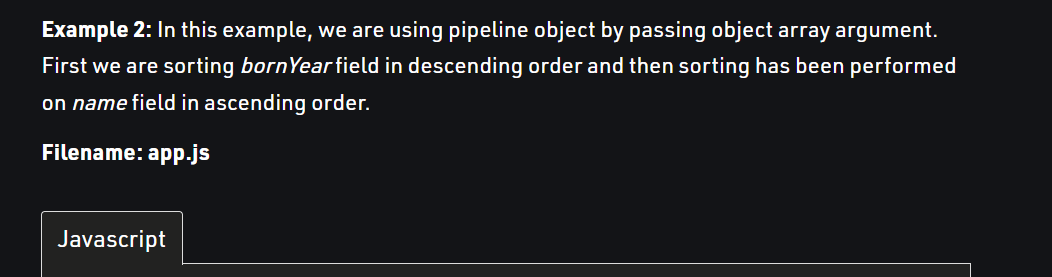 Example 2: In this example, we are using pipeline object by passing object array argument.
First we are sorting bornYear field in descending order and then sorting has been performed
on name field in ascending order.
Filename: app.js
Javascript